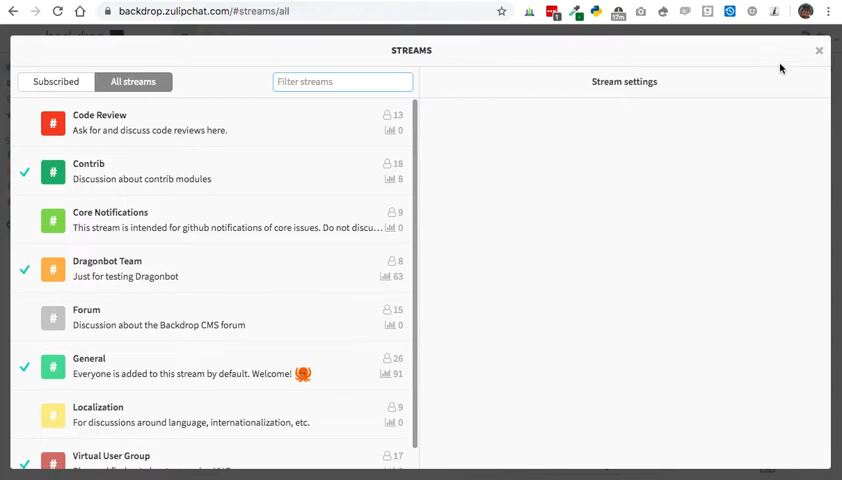 backdrop.zulipchat.com/#streams/all
1
17m
STREAMS
Subscribed
All streams
Filter streams
Stream settings
# Code Review 13
Ask for and discuss code reviews here. 0
# Contrib 18
Discussion about contrib modules 8
# Core Notifications 9
This stream is intended for github notifications of core issues. Do not discu... 0
# Dragonbot Team 8
Just for testing Dragonbot 63
# Forum 15
Discussion about the Backdrop CMS forum 0
# General 26
Everyone is added to this stream by default. Welcome! 91
# Localization 9
For discussions around language, internationalization, etc. 0
# Virtual User Group 17